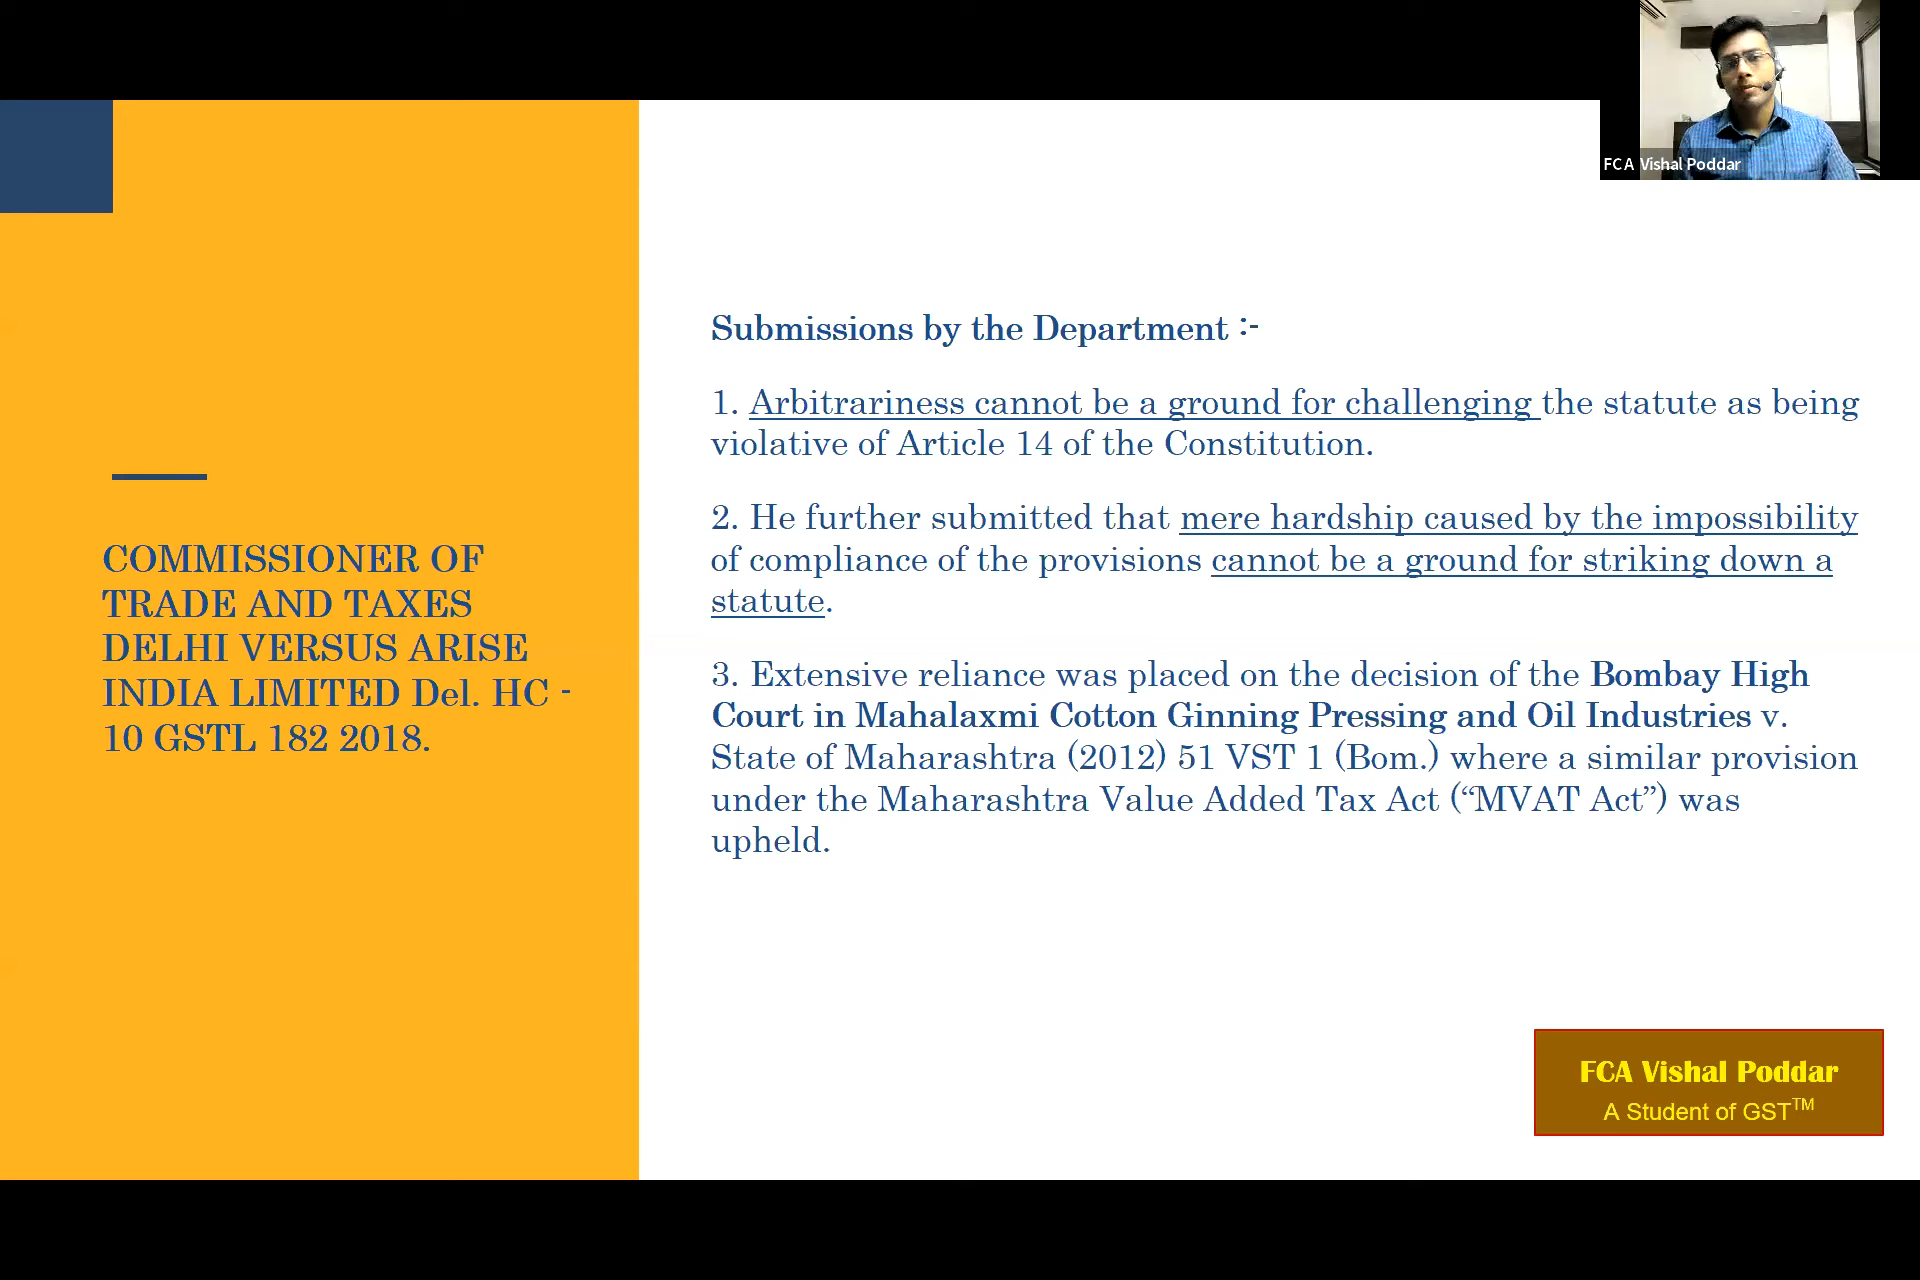 FCA Vishal Poddar
COMMISSIONER OF
TRADE AND TAXES
DELHI VERSUS ARISE
INDIA LIMITED Del. HC -
10 GSTL 182 2018.
Submissions by the Department :-
1. Arbitrariness cannot be a ground for challenging the statute as being
violative of Article 14 of the Constitution.
2. He further submitted that mere hardship caused by the impossibility
of compliance of the provisions cannot be a ground for striking down a
statute.
3. Extensive reliance was placed on the decision of the Bombay High
Court in Mahalaxmi Cotton Ginning Pressing and Oil Industries v.
State of Maharashtra (2012) 51 VST 1 (Bom.) where a similar provision
under the Maharashtra Value Added Tax Act (“MVAT Act”) was
upheld.
FCA Vishal Poddar
A Student of GST™